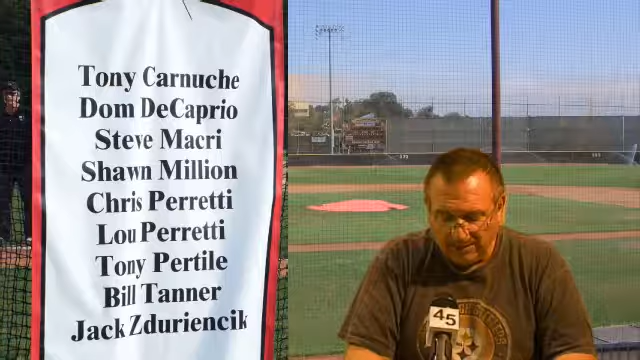 Tony Carnuche
Dom DeCaprio
Steve Macri
Shawn Million
Chris Perretti
Lou Perretti
Tony Pertile
Bill Tanner
Jack Zduriencik
45